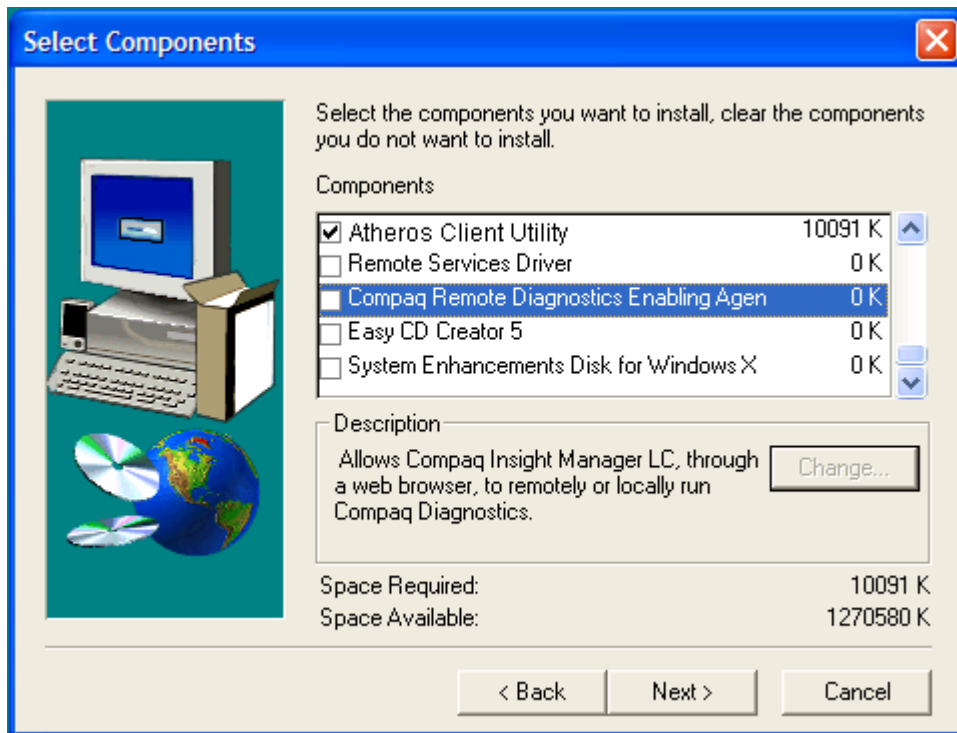 Select Components
Select the components you want to install, clear the components
you do not want to install.
Components
Atheros Client Utility 10091 K
Remote Services Driver 0 K
Compaq Remote Diagnostics Enabling Agen 0 K
Easy CD Creator 5 0 K
System Enhancements Disk for Windows X 0 K
Description
Allows Compaq Insight Manager LC, through
a web browser, to remotely or locally run
Compaq Diagnostics.
Change...
Space Required: 10091 K
Space Available: 1270580 K
< Back Next > Cancel